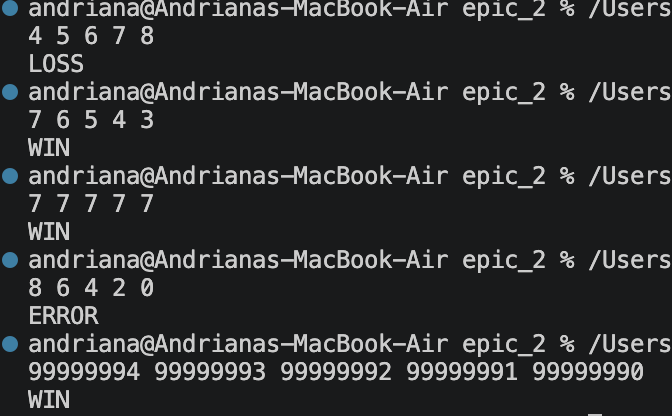 andriana@Andrianas-MacBook-Air epic_2 % /Users
4 5 6 7 8
LOSS
andriana@Andrianas-MacBook-Air epic_2 % /Users
7 6 5 4 3
WIN
andriana@Andrianas-MacBook-Air epic_2 % /Users
7 7 7 7 7
WIN
andriana@Andrianas-MacBook-Air epic_2 % /Users
8 6 4 2 0
ERROR
andriana@Andrianas-MacBook-Air epic_2 % /Users
99999994 99999993 99999992 99999991 99999990
WIN